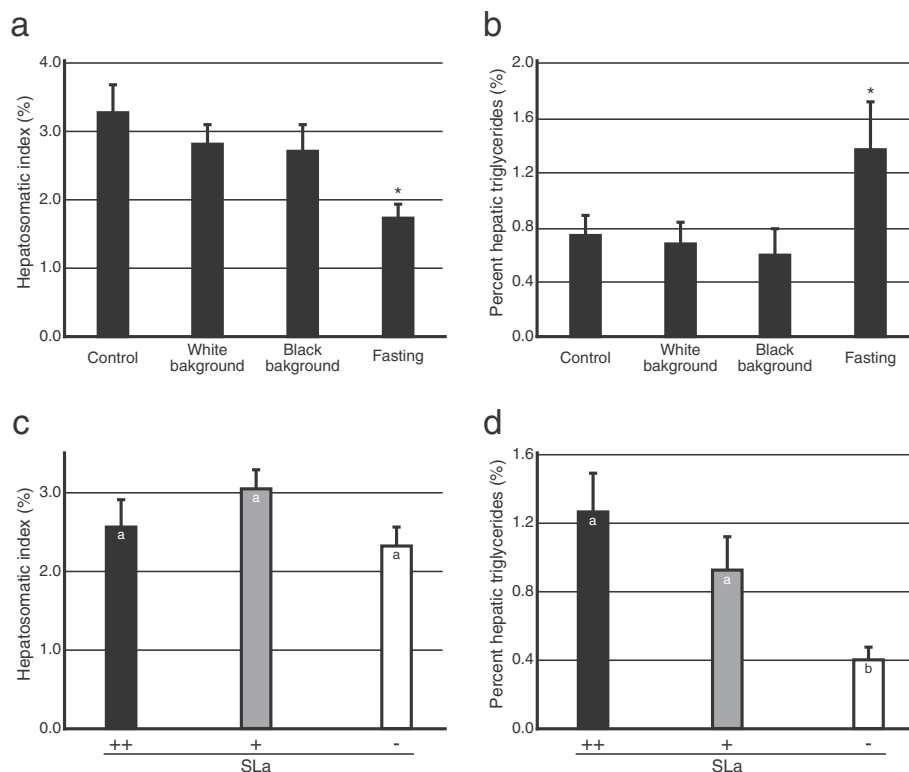 a
Hepatosomatic index (%)
4.0
3.0
2.0
1.0
0.0
*
Control
White
bakground
Black
bakground
Fasting
b
Percent hepatic triglycerides (%)
2.0
1.6
1.2
0.8
0.4
0.0
*
Control
White
bakground
Black
bakground
Fasting
c
Hepatosomatic index (%)
3.0
2.0
1.0
0.0
a
a
a
++ + -
SLa
d
Percent hepatic triglycerides (%)
1.6
1.2
0.8
0.4
0.0
a
a
b
++ + -
SLa